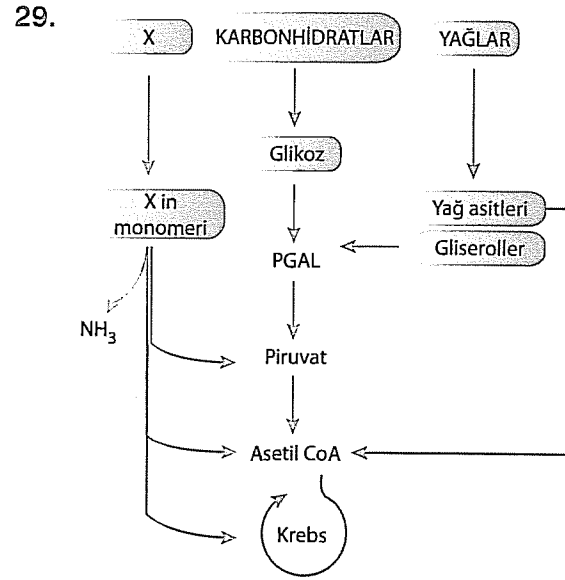 29.
X
KARBONHİDRATLAR
YAĞLAR
Glikoz
X in
monomeri
Yağ asitleri
Gliseroller
PGAL
NH₃
Piruvat
Asetil CoA
Krebs